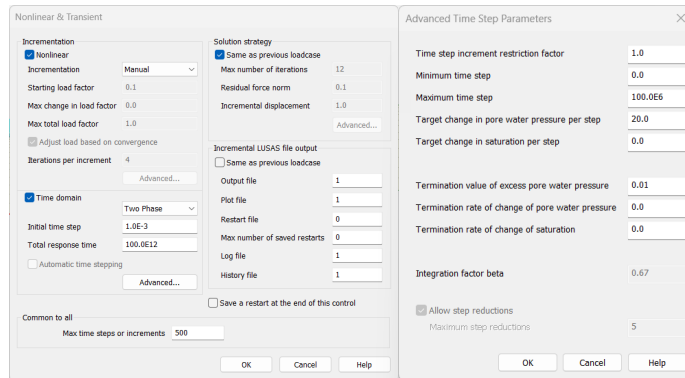 Nonlinear & Transient
Incrementation
Nonlinear
Incrementation Manual
Starting load factor 0.1
Max change in load factor 0.0
Max total load factor 1.0
Adjust load based on convergence
Iterations per increment 4
Advanced...
Time domain
Two Phase
Initial time step 1.0E-3
Total response time 100.0E12
Automatic time stepping
Advanced...
Common to all
Max time steps or increments 500
Solution strategy
Same as previous loadcase
Max number of iterations 12
Residual force norm 0.1
Incremental displacement 1.0
Advanced...
Incremental LUSAS file output
Same as previous loadcase
Output file 1
Plot file 1
Restart file 0
Max number of saved restarts 0
Log file 1
History file 1
Save a restart at the end of this control
OK Cancel Help
Advanced Time Step Parameters
Time step increment restriction factor 1.0
Minimum time step 0.0
Maximum time step 100.0E6
Target change in pore water pressure per step 20.0
Target change in saturation per step 0.0
Termination value of excess pore water pressure 0.01
Termination rate of change of pore water pressure 0.0
Termination rate of change of saturation 0.0
Integration factor beta 0.67
Allow step reductions
Maximum step reductions 5
OK Cancel Help